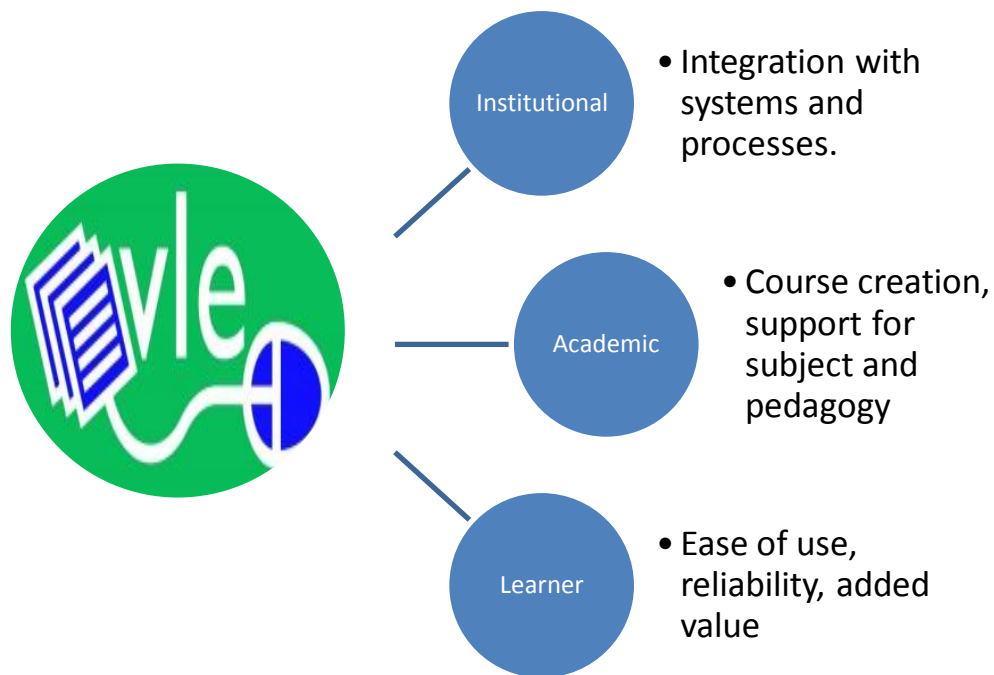 vle
Institutional
• Integration with
systems and
processes.
Academic
• Course creation,
support for
subject and
pedagogy
Learner
• Ease of use,
reliability, added
value